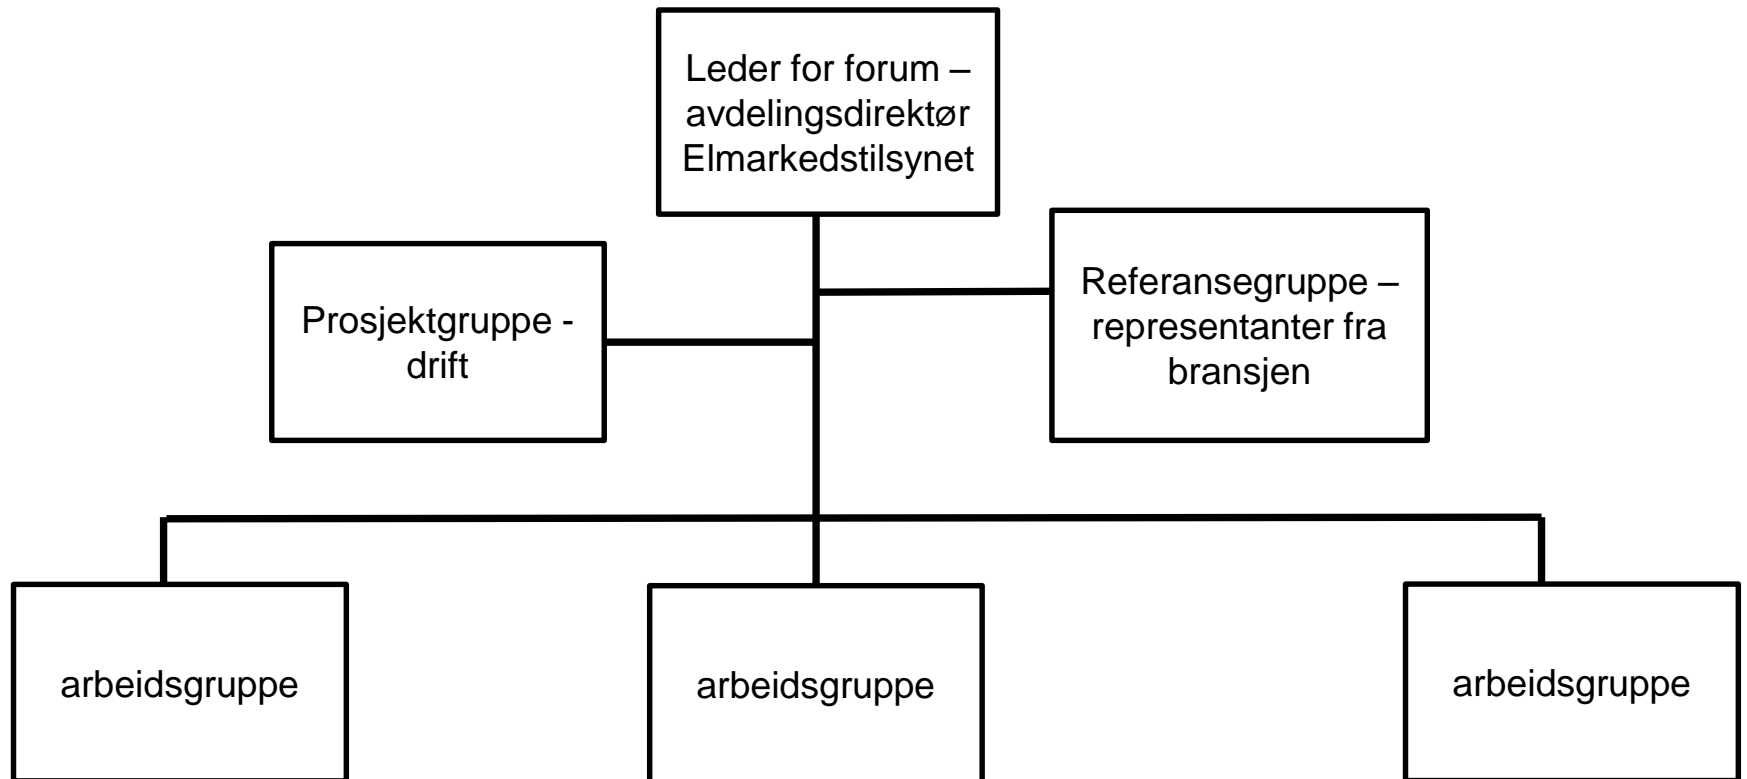 Leder for forum –
avdelingsdirektør
Elmarkedstilsynet
Prosjektgruppe -
drift
Referansegruppe –
representanter fra
bransjen
arbeidsgruppe
arbeidsgruppe
arbeidsgruppe